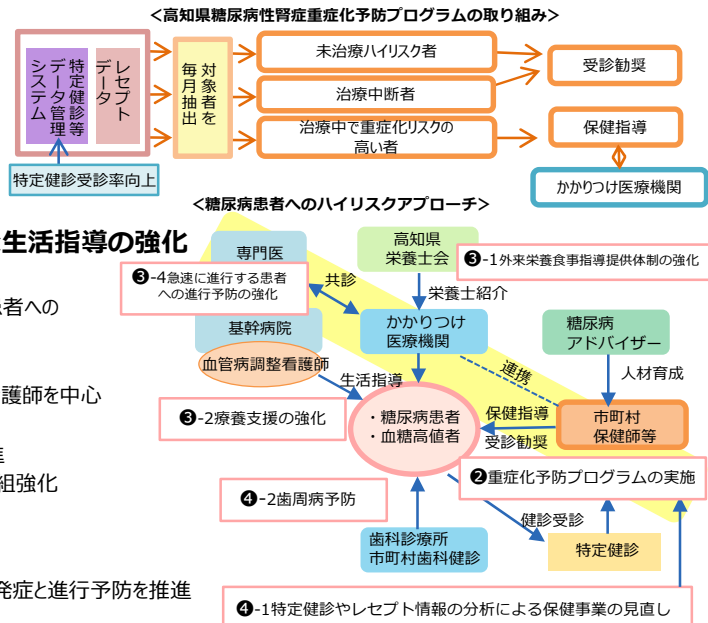 <高知県糖尿病性腎症重症化予防プログラムの取り組み>
特定健診等
データ管理
システム
レセプト
データ
対象者を
毎月抽出
未治療ハイリスク者
治療中断者
治療中で重症化リスクの
高い者
受診勧奨
保健指導
かかりつけ医療機関
特定健診受診率向上
<糖尿病患者へのハイリスクアプローチ>
生活指導の強化
者への
護師を中心
組強化
発症と進行予防を推進
専門医
高知県
栄養士会
❸-1外来栄養食事指導提供体制の強化
❸-4急速に進行する患者
への進行予防の強化
共診
栄養士紹介
基幹病院
血管病調整看護師
かかりつけ
医療機関
糖尿病
アドバイザー
連携
人材育成
生活指導
❸-2療養支援の強化
・糖尿病患者
・血糖高値者
保健指導
受診勧奨
市町村
保健師等
❷重症化予防プログラムの実施
❹-2歯周病予防
健診受診
歯科診療所
市町村歯科健診
特定健診
❹-1特定健診やレセプト情報の分析による保健事業の見直し